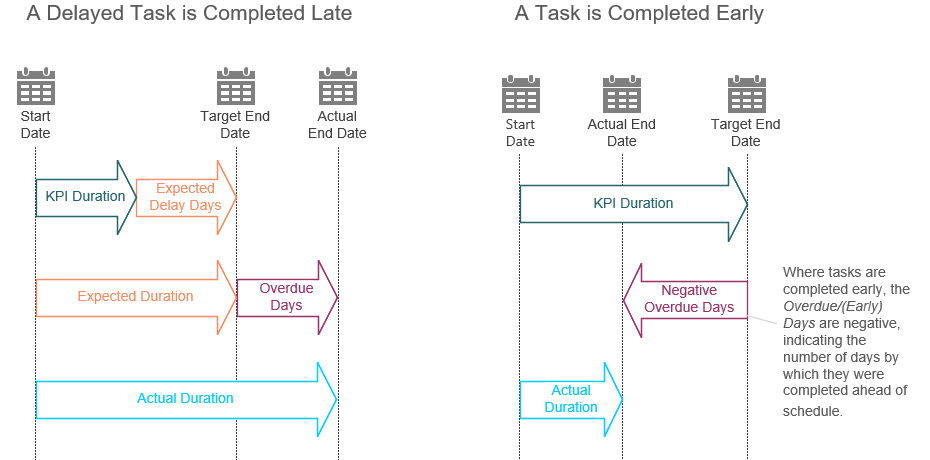 A Delayed Task is Completed Late
Start
Date
Target End
Date
Actual
End Date
KPI Duration
Expected
Delay Days
Expected Duration
Overdue
Days
Actual Duration
A Task is Completed Early
Start
Date
Actual End
Date
Target End
Date
KPI Duration
Negative
Overdue Days
Where tasks are
completed early, the
Overdue/(Early)
Days are negative,
indicating the
number of days by
which they were
completed ahead of
schedule.
Actual
Duration